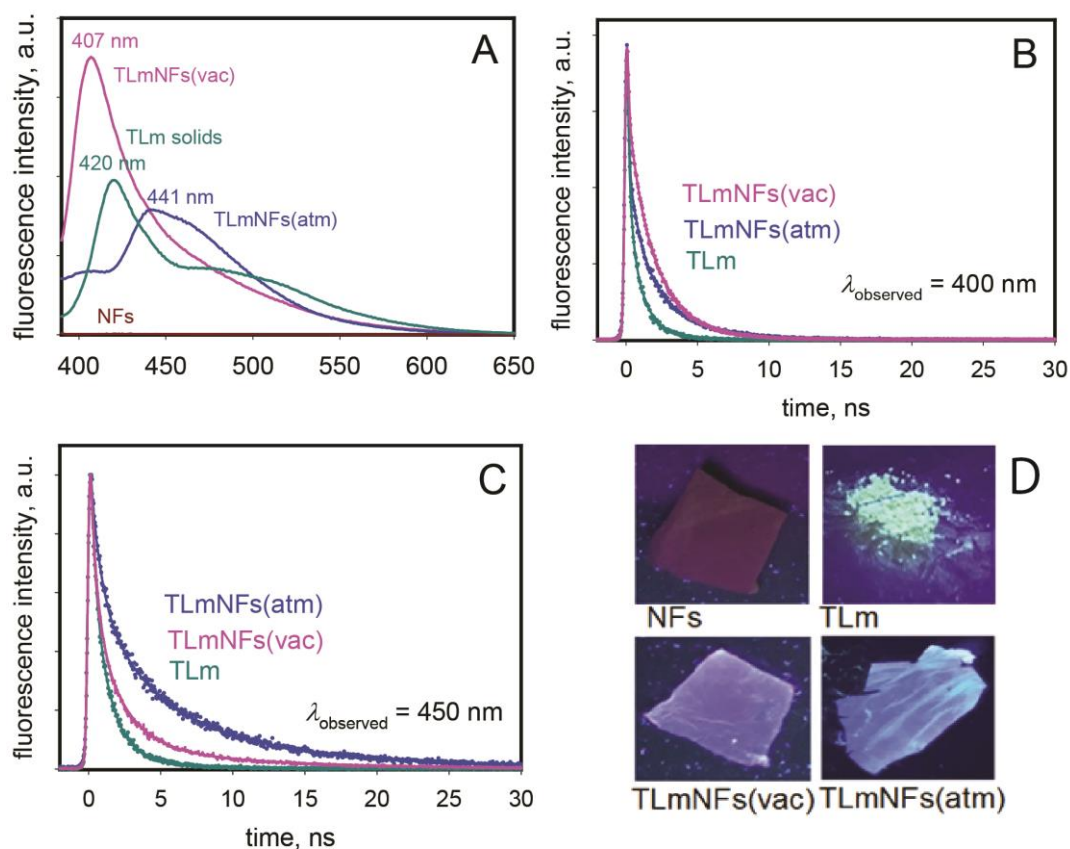 A
407 nm
TLmNFs(vac)
TLm solids
420 nm
441 nm
TLmNFs(atm)
NFs
fluorescence intensity, a.u.
400 450 500 550 600 650
B
TLmNFs(vac)
TLmNFs(atm)
TLm
λobserved = 400 nm
fluorescence intensity, a.u.
0 5 10 15 20 25 30
time, ns
C
TLmNFs(atm)
TLmNFs(vac)
TLm
λobserved = 450 nm
fluorescence intensity, a.u.
0 5 10 15 20 25 30
time, ns
D
NFs
TLm
TLmNFs(vac)
TLmNFs(atm)